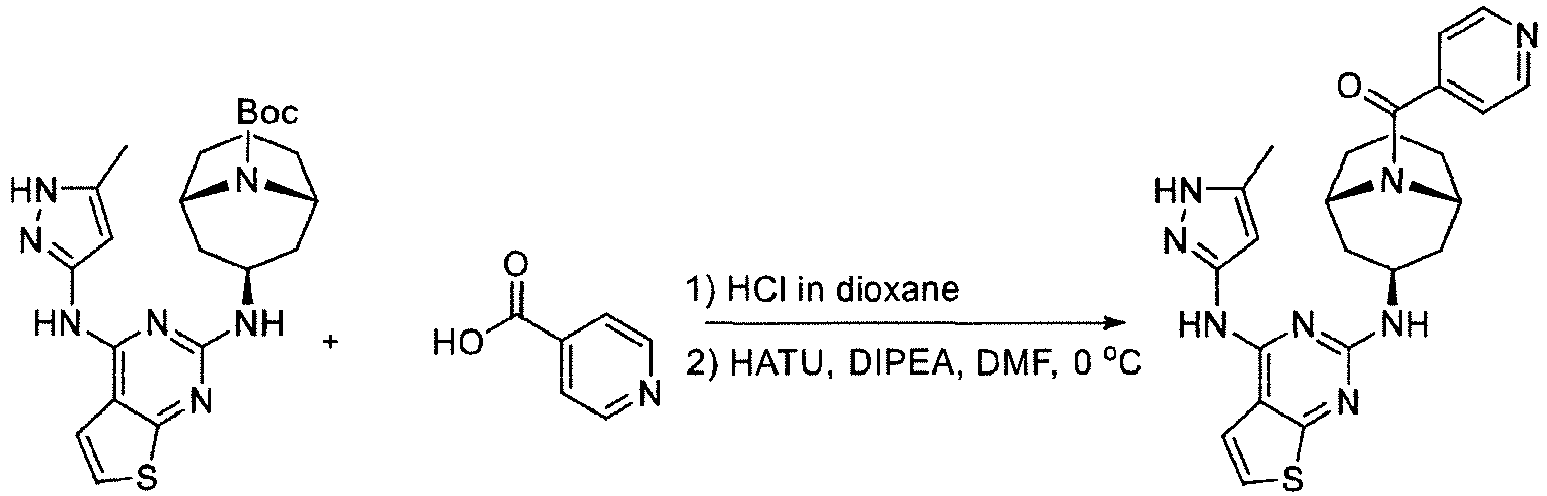 Boc
N
HN
N
HN
N
NH
N
S
+
O
HO
N
1) HCl in dioxane
2) HATU, DIPEA, DMF, 0 °C
N
O
N
HN
N
HN
N
NH
N
S